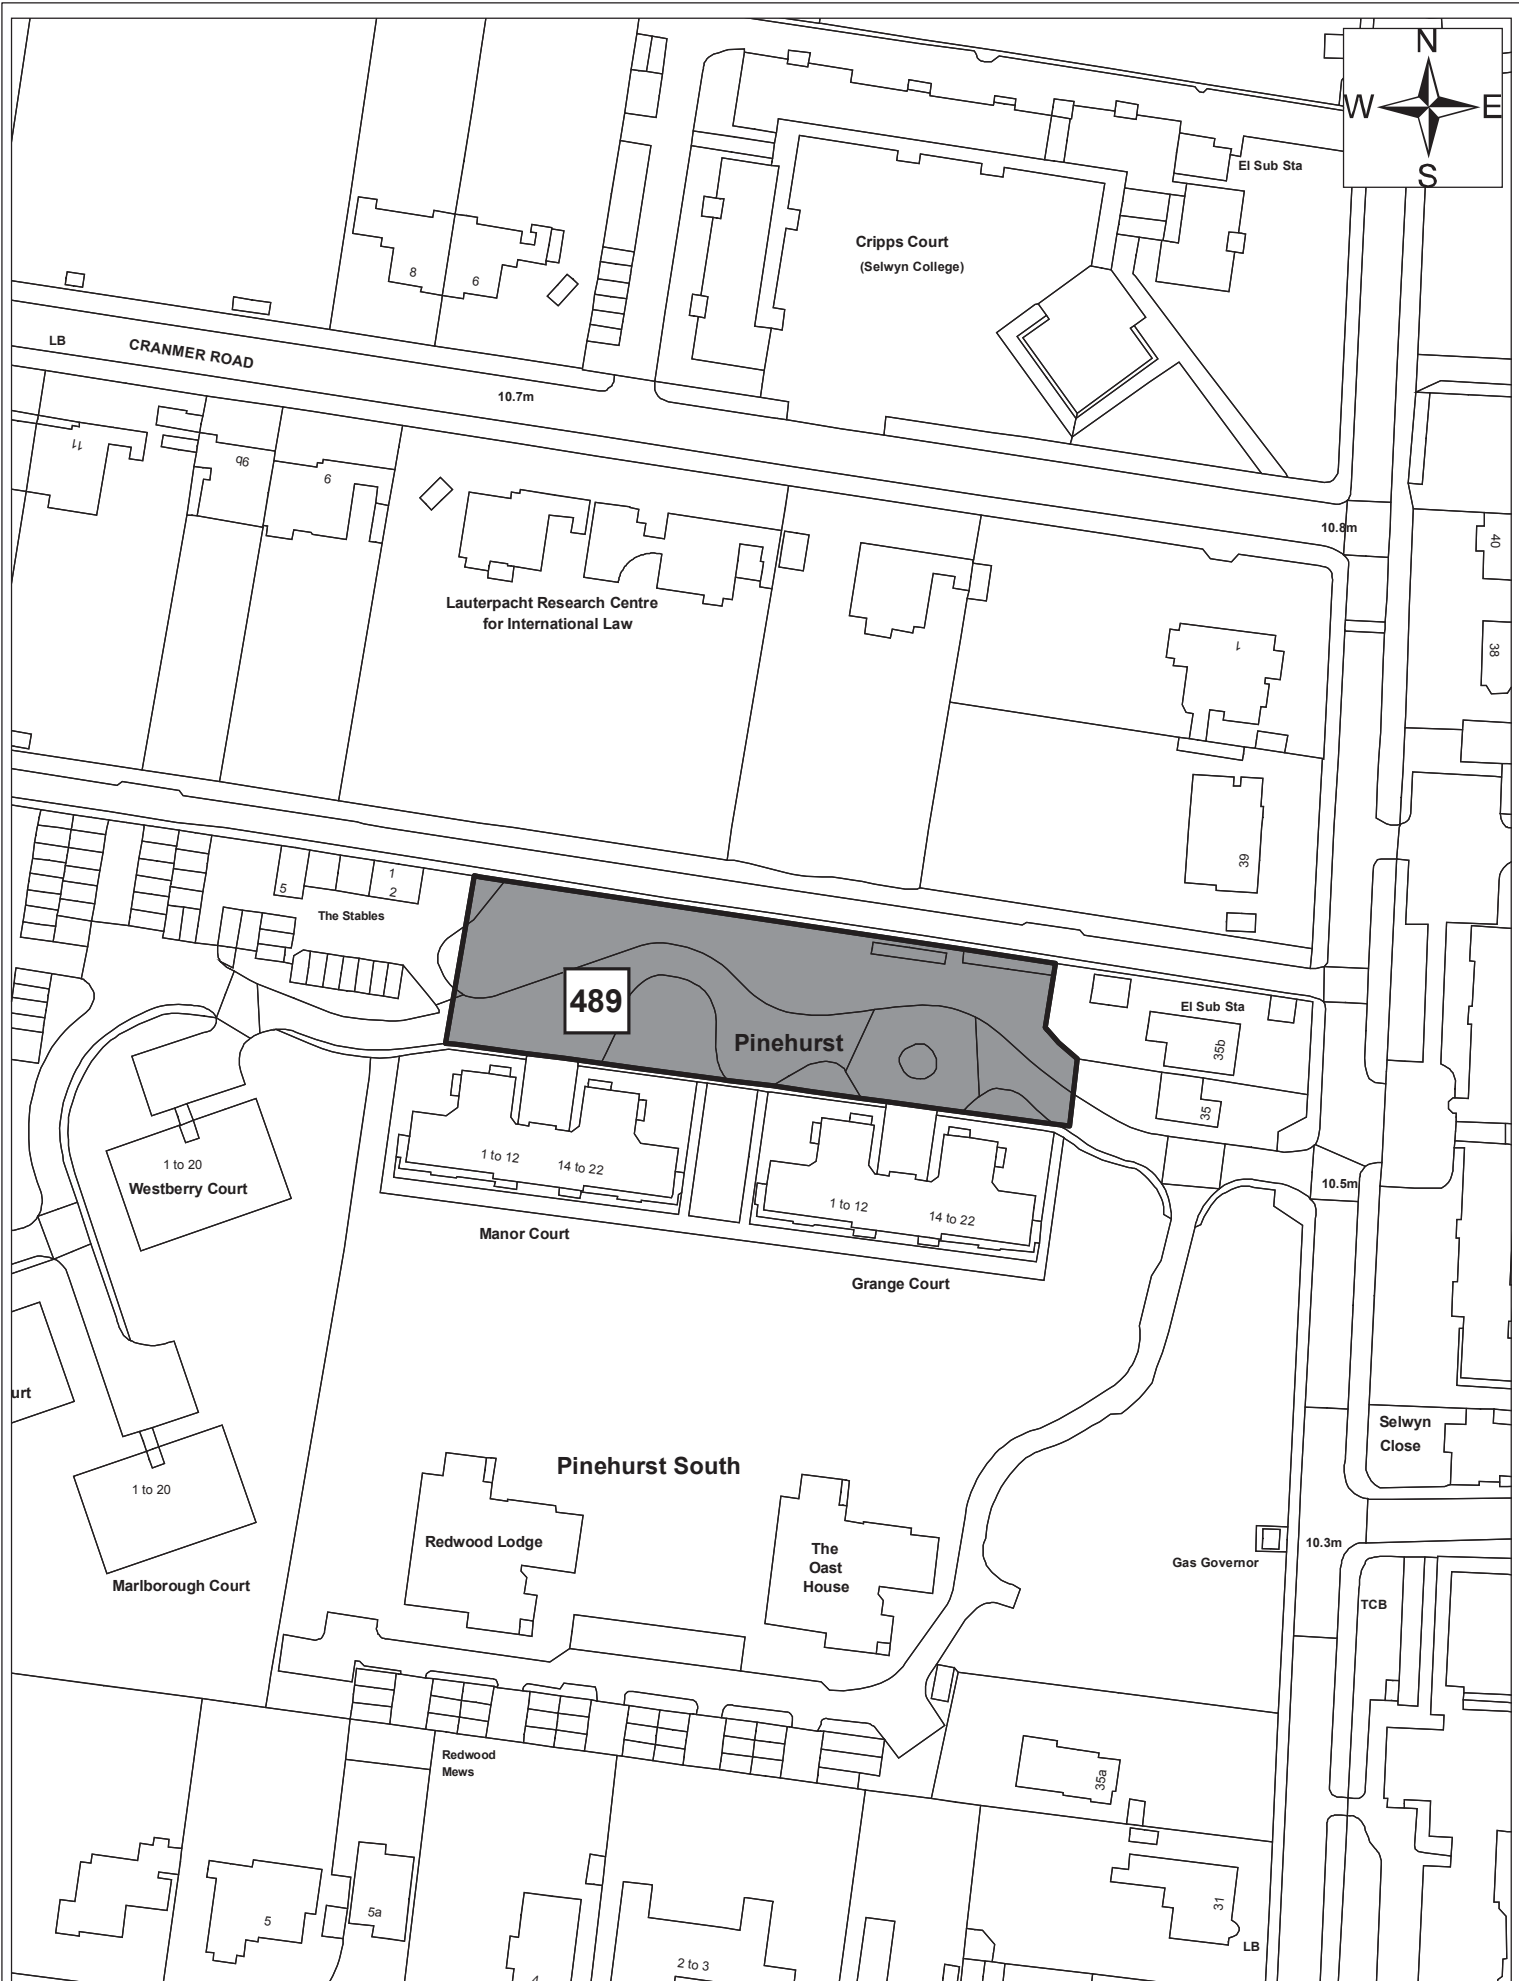 N
W E
S
El Sub Sta
Cripps Court
(Selwyn College)
8
6
LB
CRANMER ROAD
10.7m
11
9b
9
10.8m
40
Lauterpacht Research Centre
for International Law
1
38
39
1
5
2
The Stables
489
Pinehurst
El Sub Sta
35b
35
1 to 12
14 to 22
1 to 20
Westberry Court
10.5m
1 to 12
14 to 22
Manor Court
Grange Court
urt
Selwyn
Close
Pinehurst South
1 to 20
Redwood Lodge
The
Oast
House
10.3m
Gas Governor
Marlborough Court
TCB
Redwood
Mews
35a
31
5a
5
LB
2 to 3
4